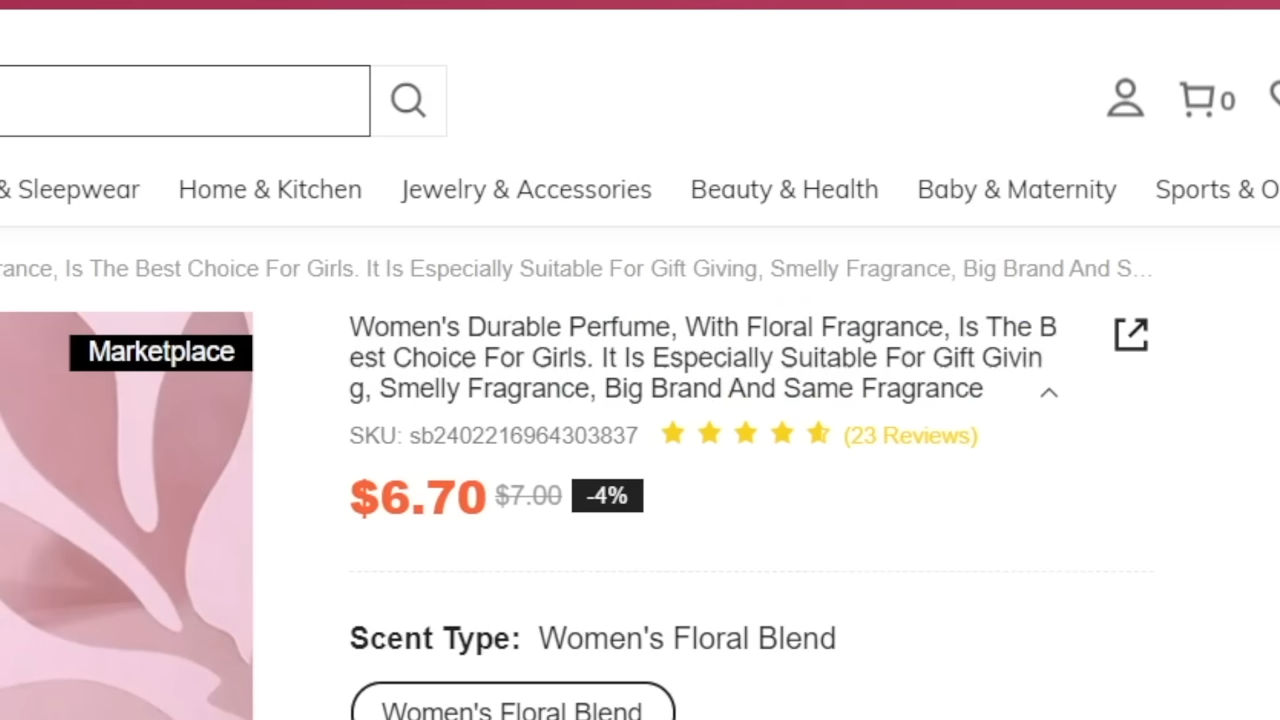 0
& Sleepwear Home & Kitchen Jewelry & Accessories Beauty & Health Baby & Maternity Sports & O
rance, Is The Best Choice For Girls. It Is Especially Suitable For Gift Giving, Smelly Fragrance, Big Brand And S...
Marketplace
Women's Durable Perfume, With Floral Fragrance, Is The B
est Choice For Girls. It Is Especially Suitable For Gift Givin
g, Smelly Fragrance, Big Brand And Same Fragrance
SKU: sb2402216964303837 (23 Reviews)
$6.70 $7.00 -4%
Scent Type: Women's Floral Blend
Women's Floral Blend